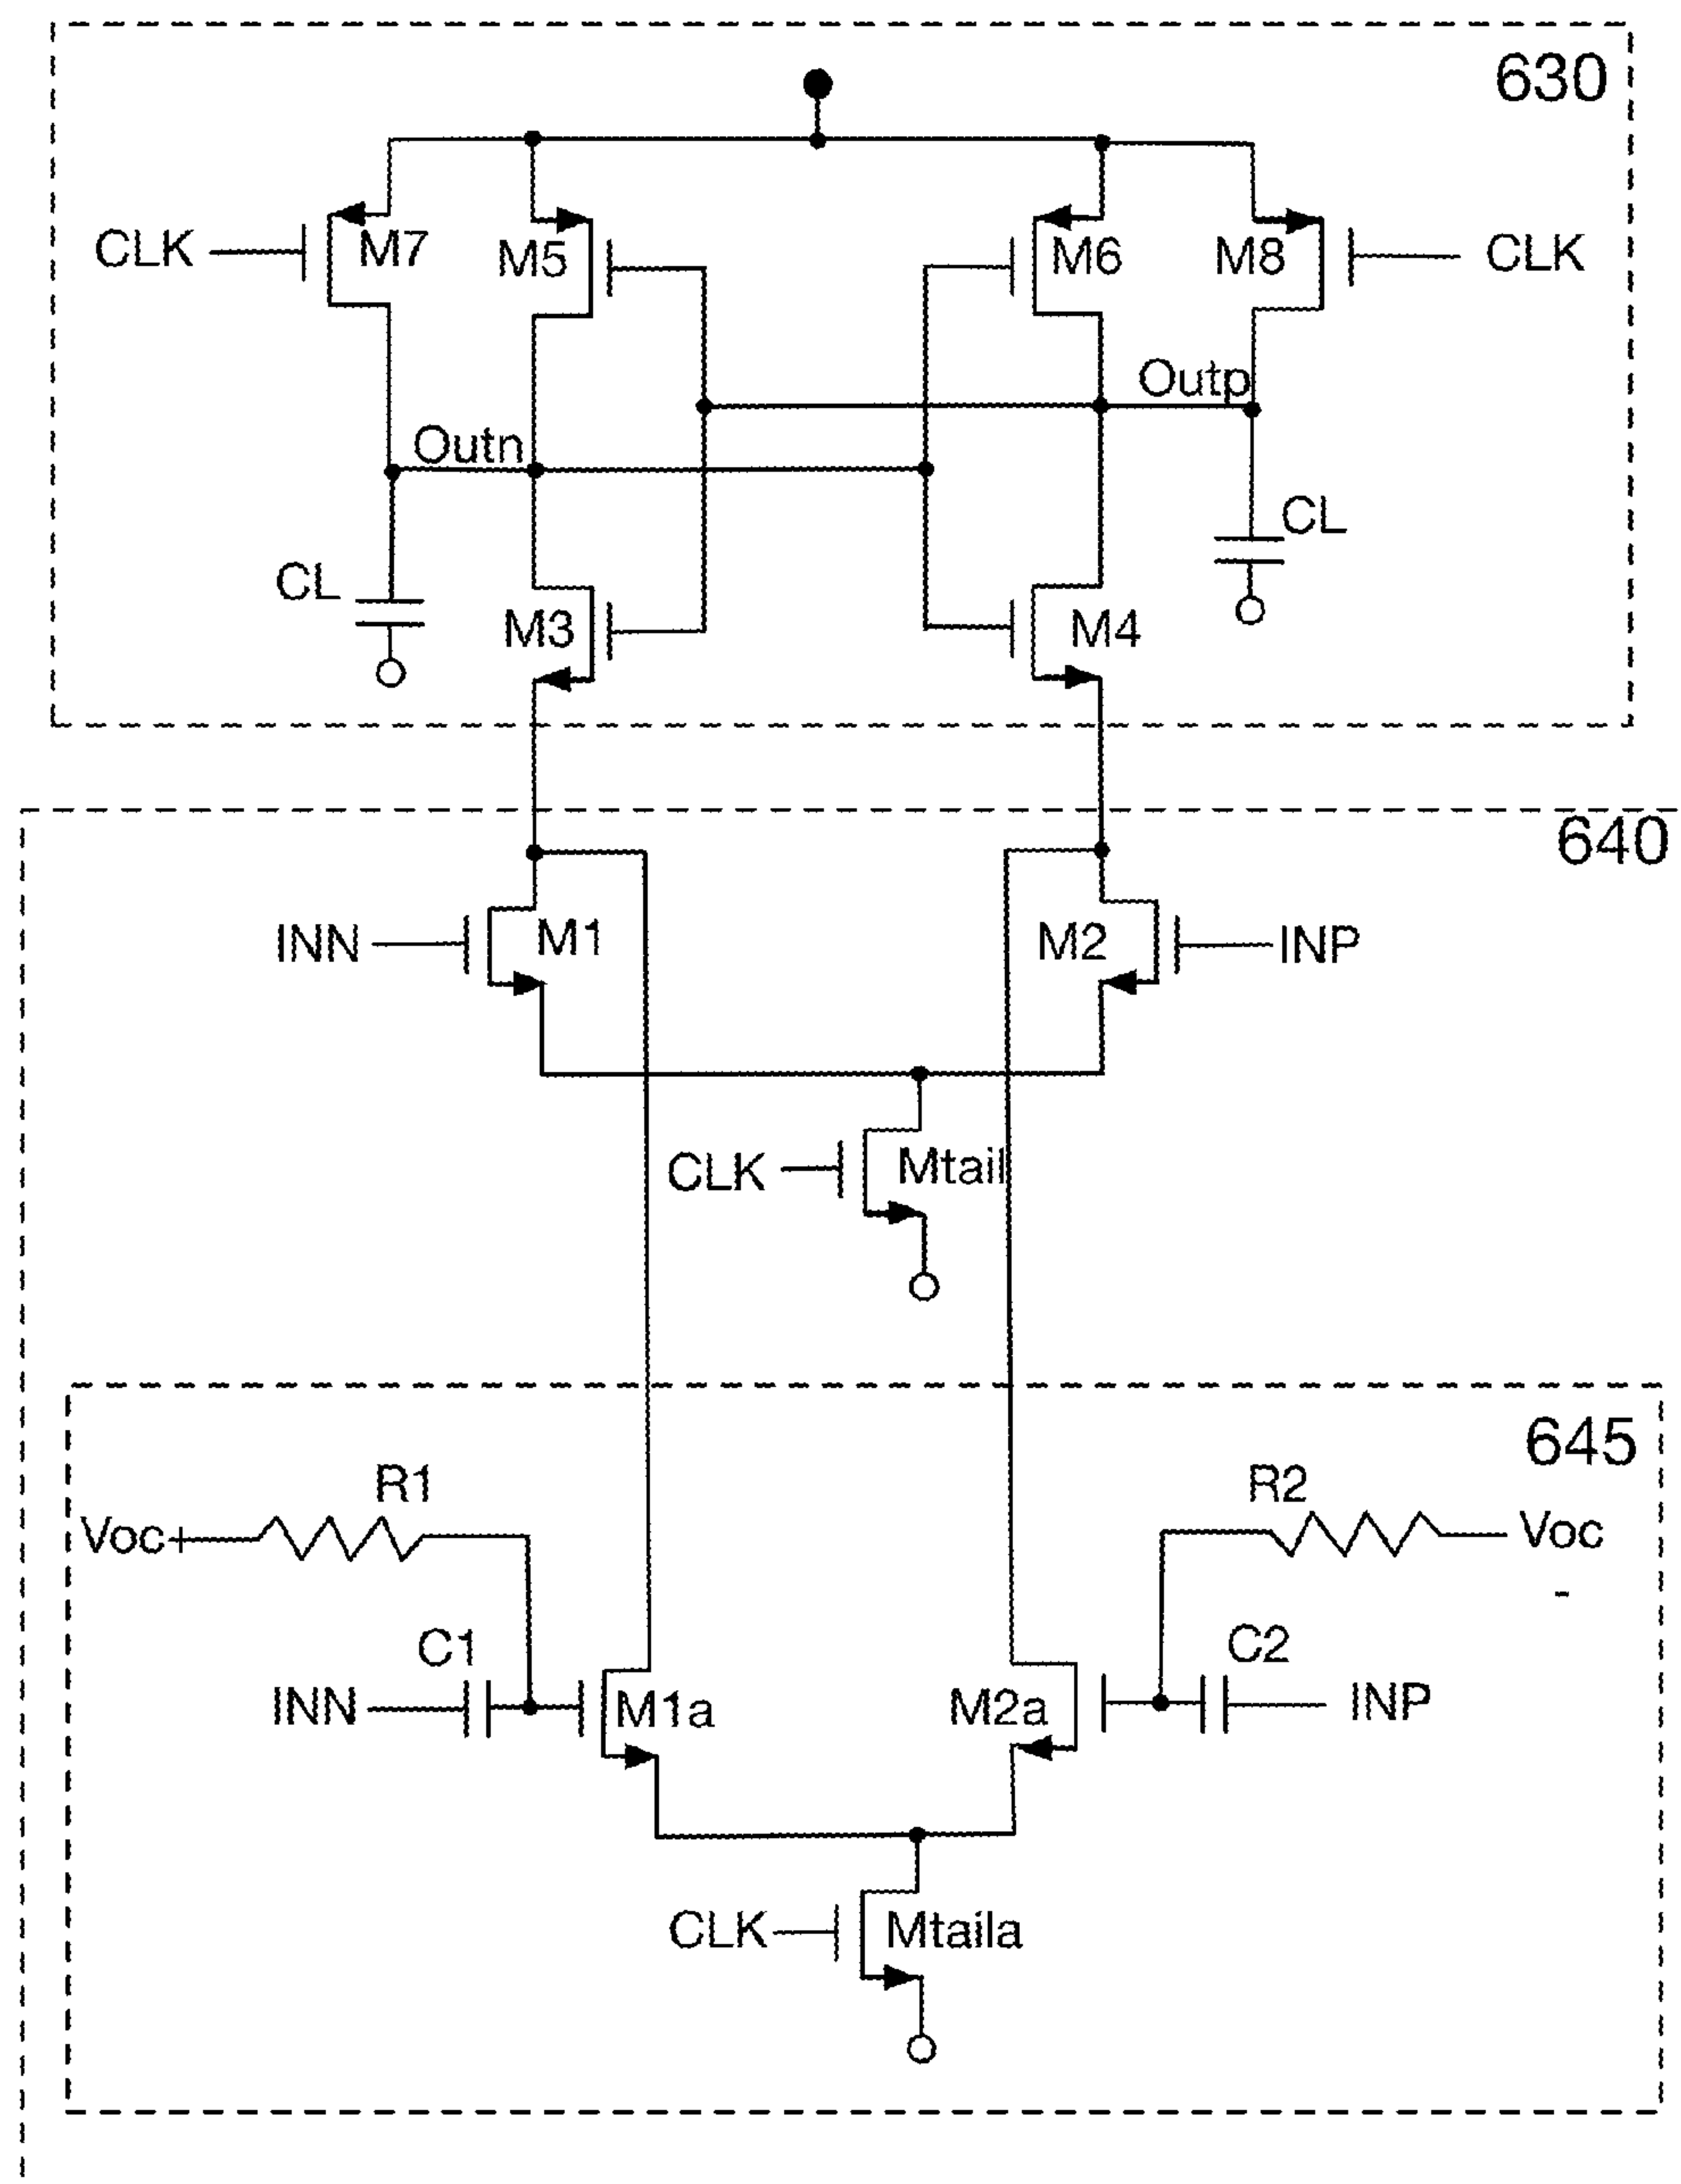 630
CLK
M7
M5
M6
M8
CLK
Outp
Outn
CL
CL
M3
M4
640
INN
M1
M2
INP
CLK
Mtail
645
R1
R2
Voc+
Voc
-
C1
C2
INN
M1a
M2a
INP
CLK
Mtaila